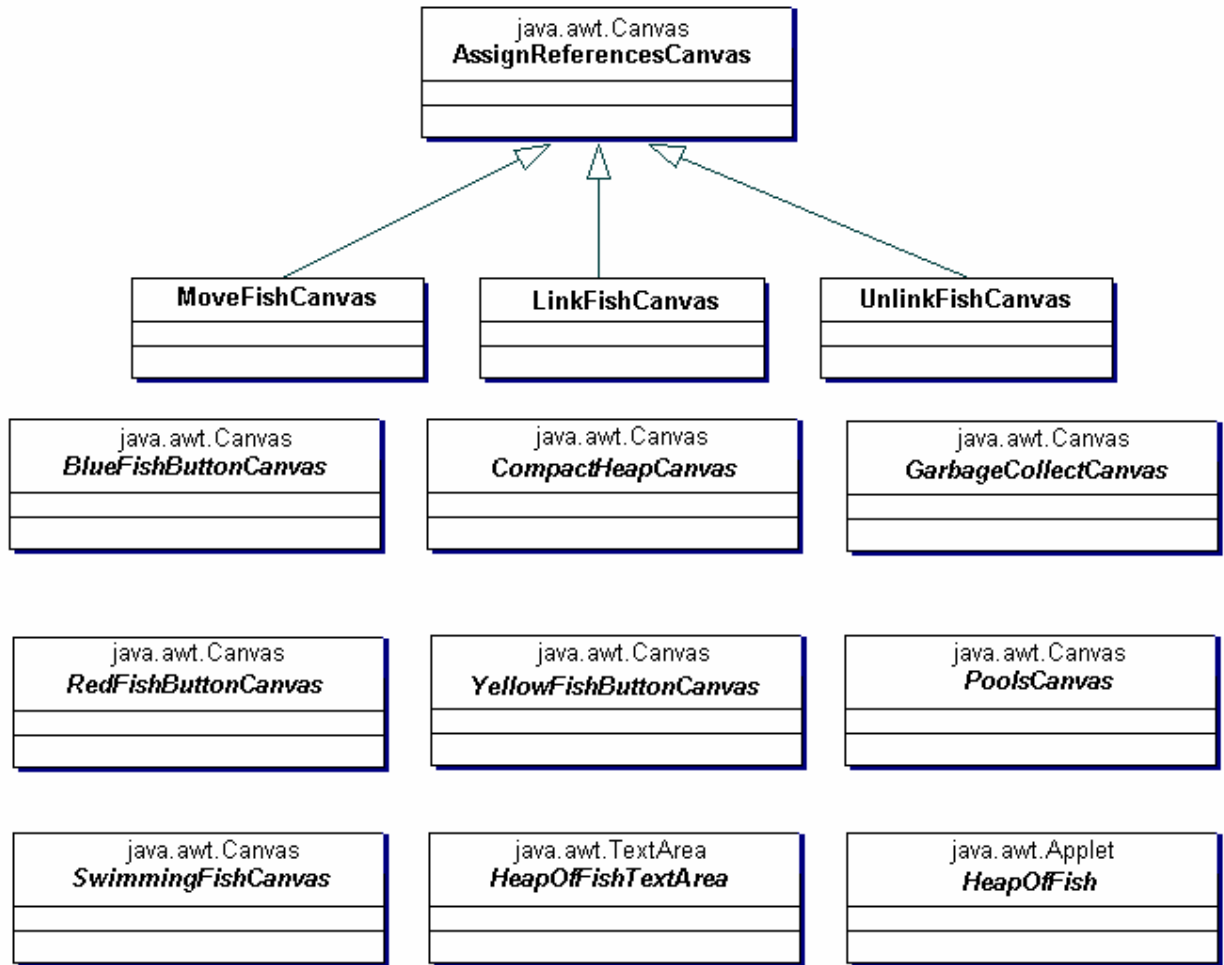 java.awt.Canvas
AssignReferencesCanvas
MoveFishCanvas
LinkFishCanvas
UnlinkFishCanvas
java.awt.Canvas
BlueFishButtonCanvas
java.awt.Canvas
CompactHeapCanvas
java.awt.Canvas
GarbageCollectCanvas
java.awt.Canvas
RedFishButtonCanvas
java.awt.Canvas
YellowFishButtonCanvas
java.awt.Canvas
PoolsCanvas
java.awt.Canvas
SwimmingFishCanvas
java.awt.TextArea
HeapOfFishTextArea
java.awt.Applet
HeapOfFish